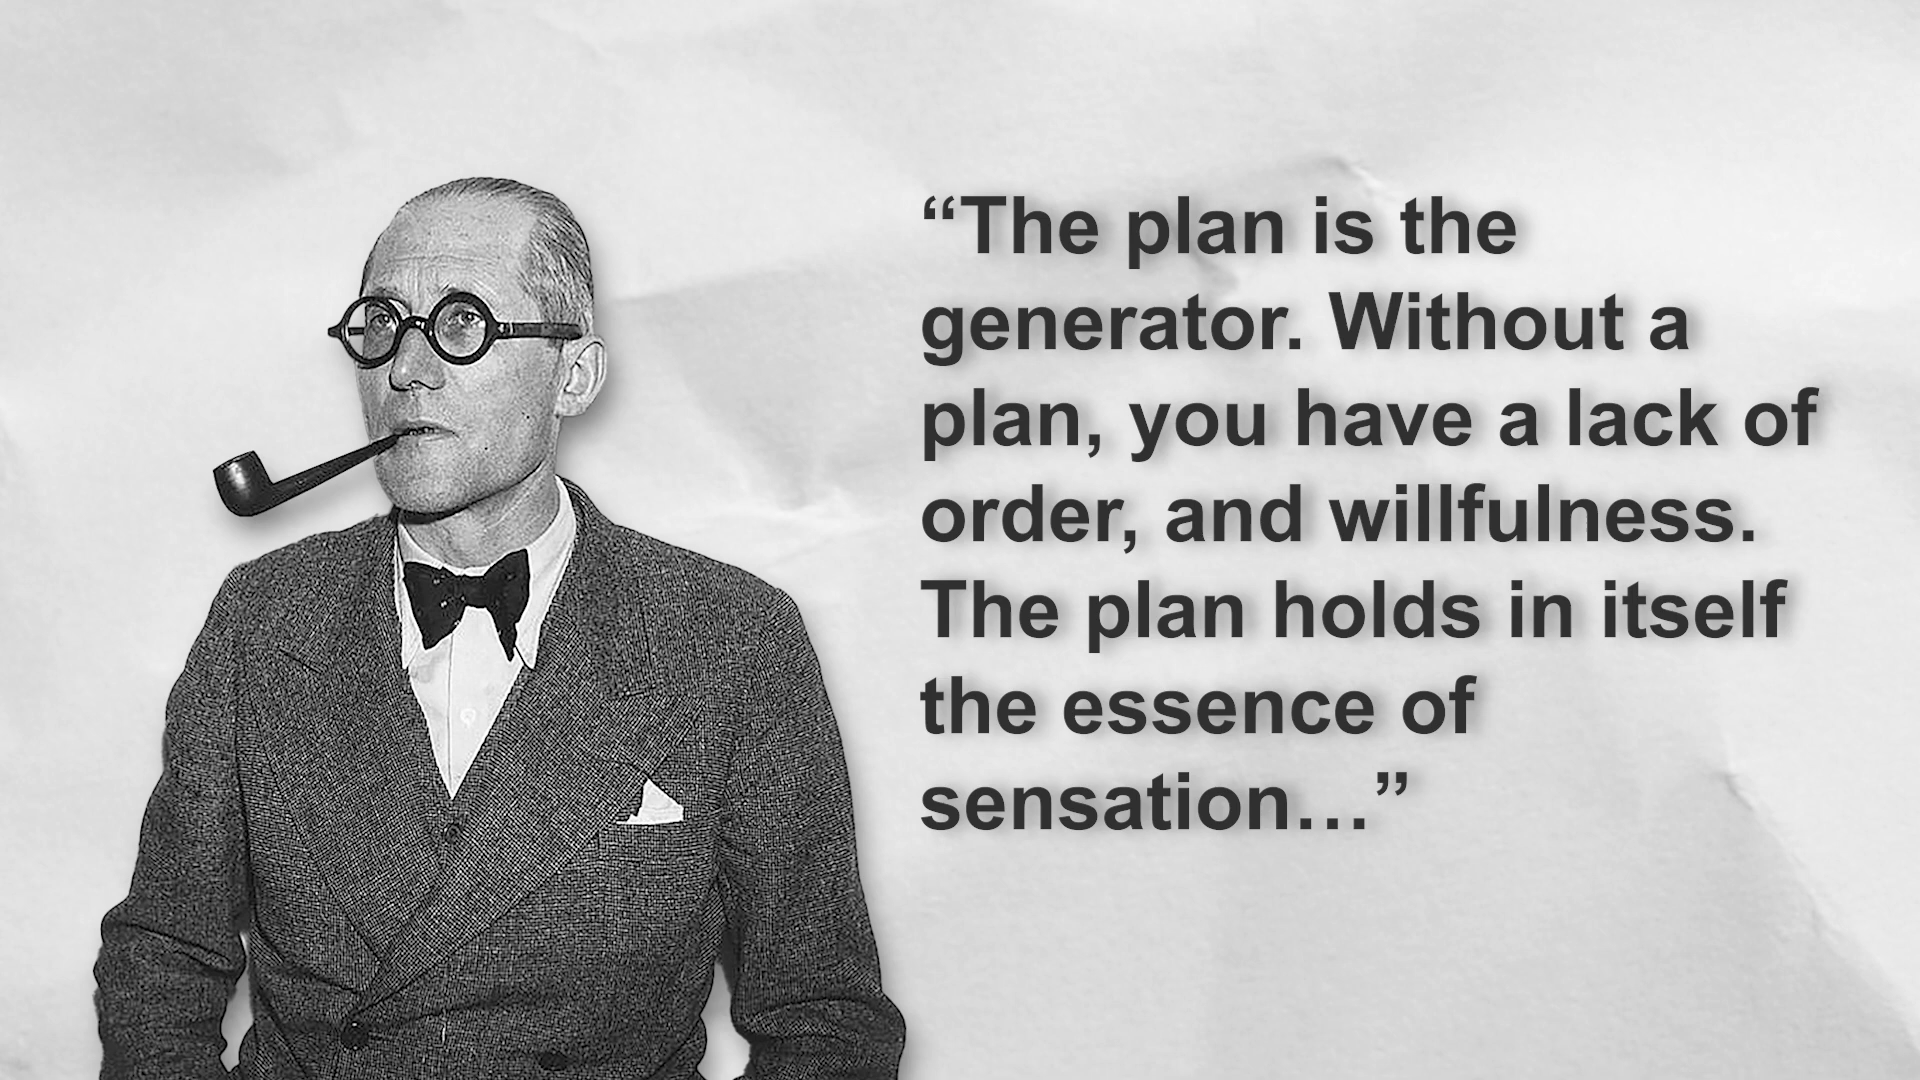 “The plan is the
generator. Without a
plan, you have a lack of
order, and willfulness.
The plan holds in itself
the essence of
sensation…”